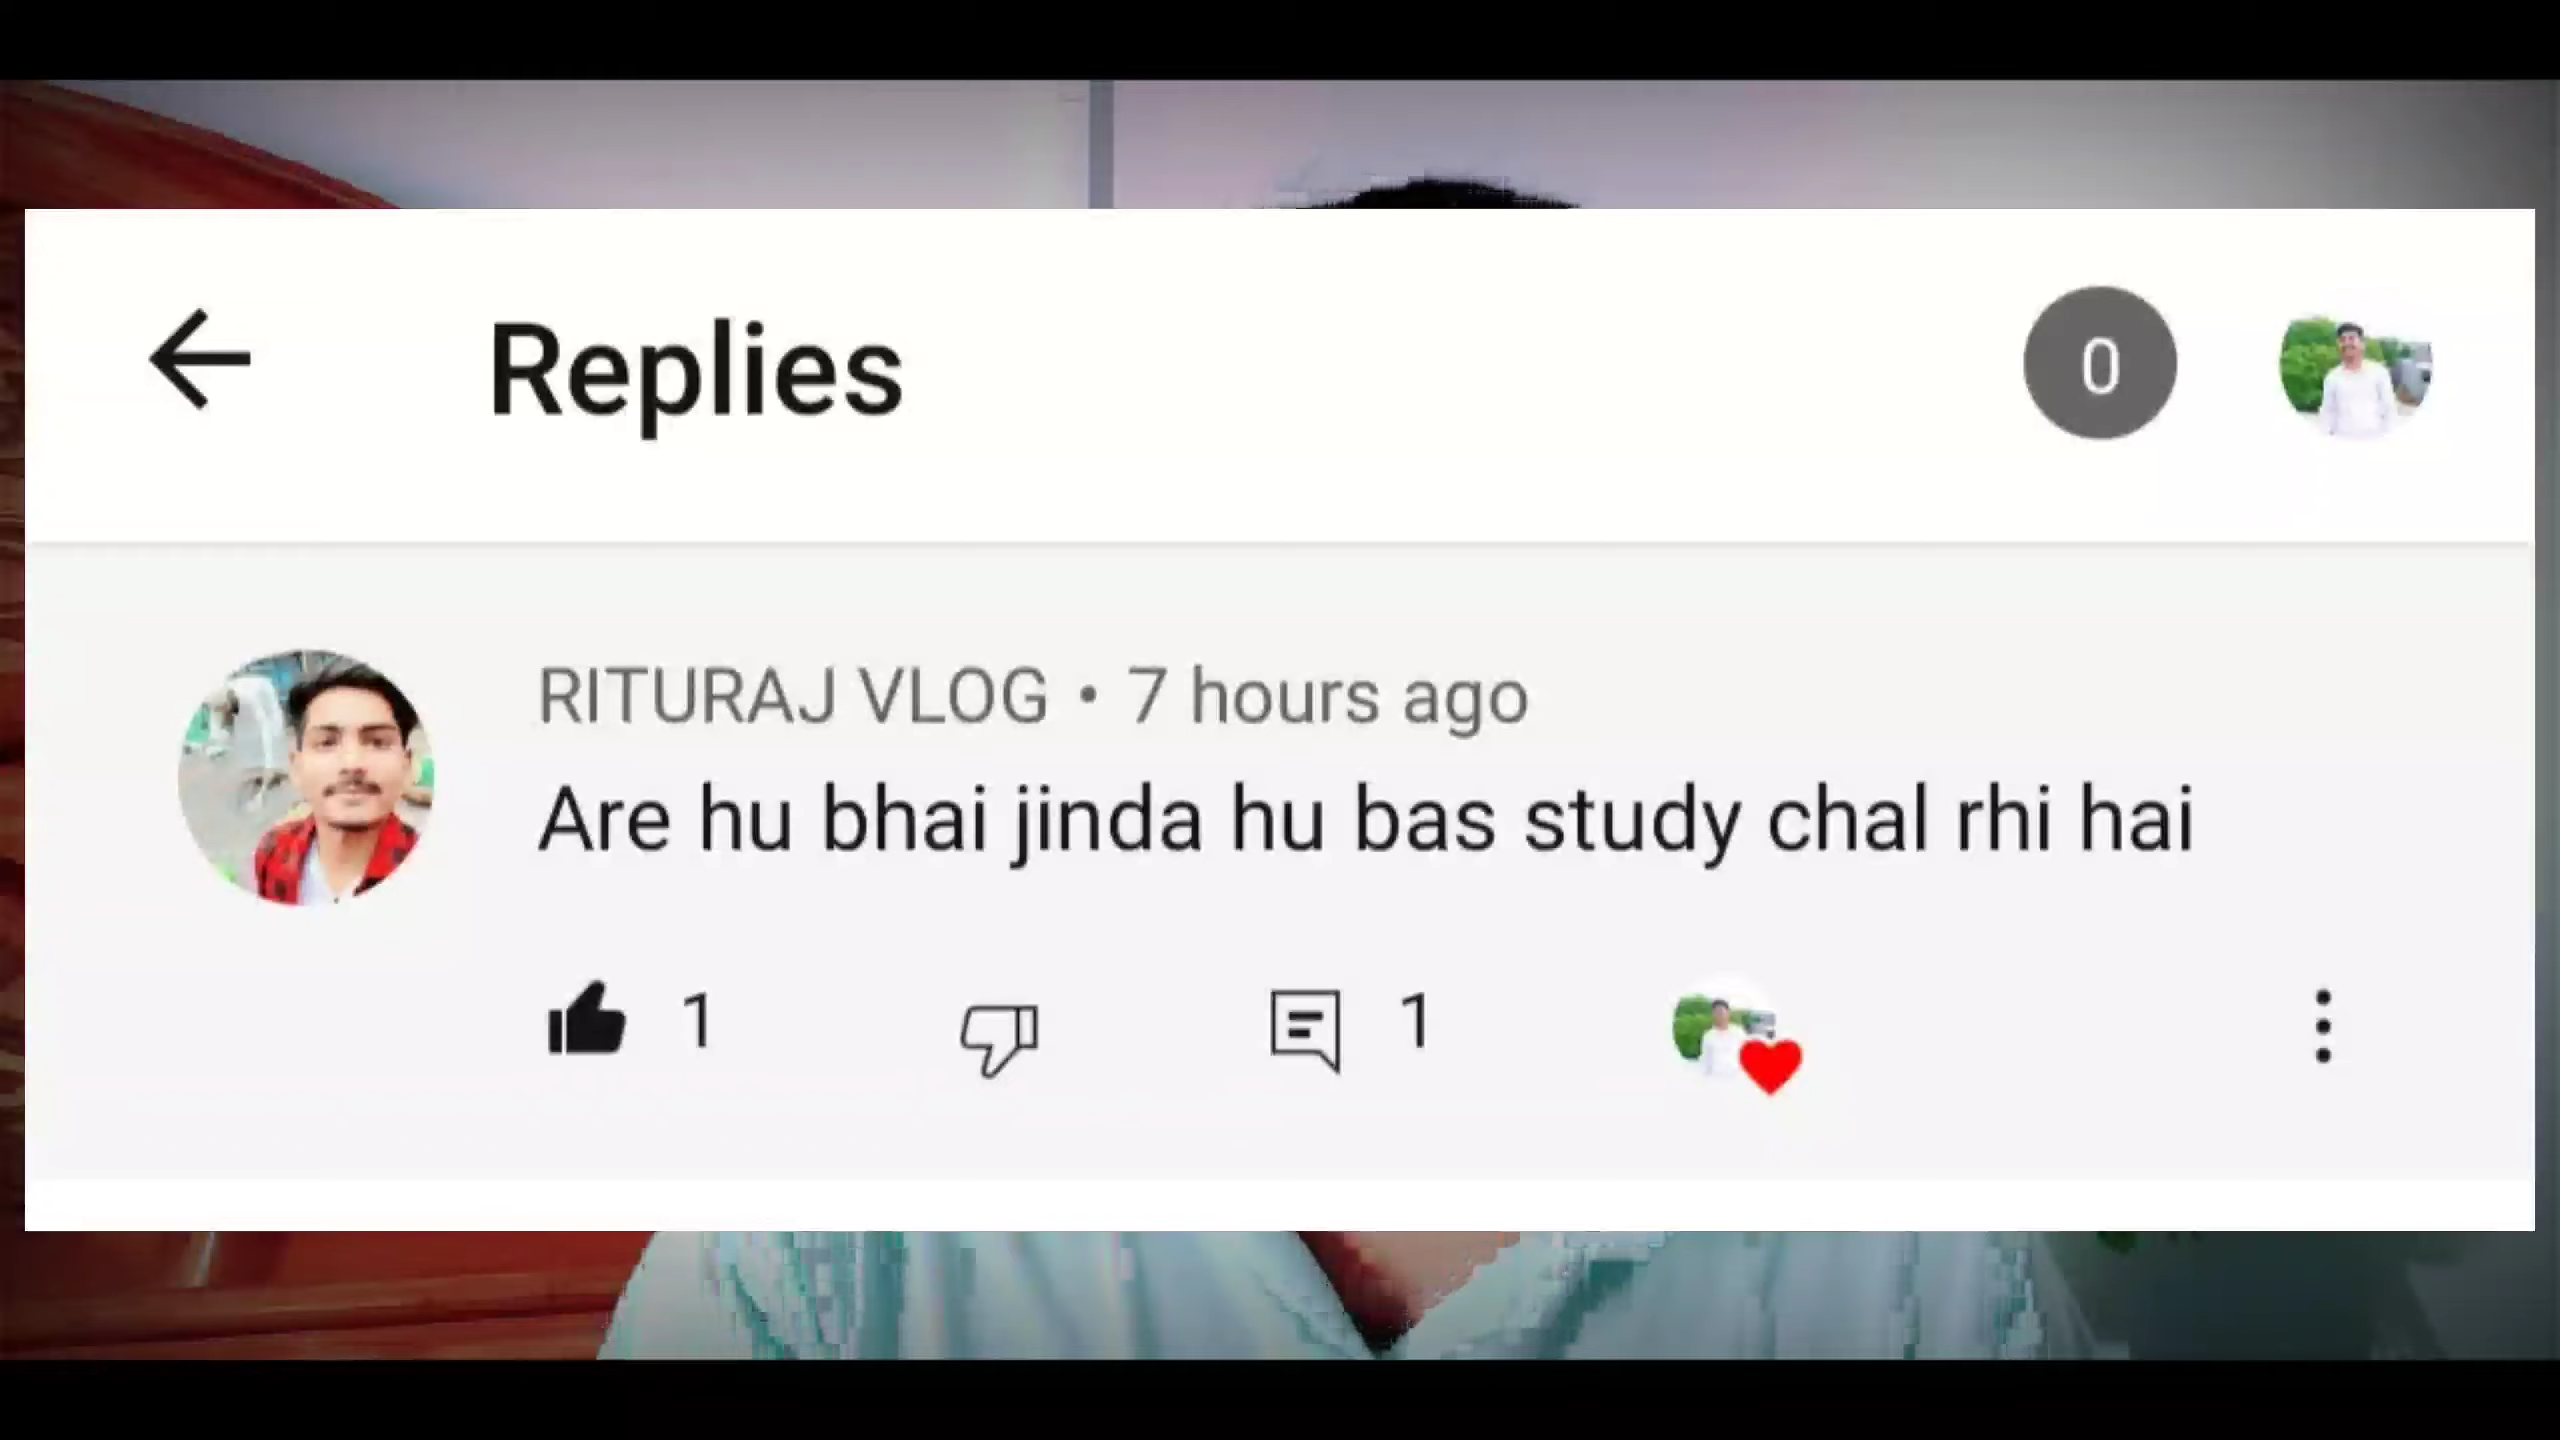 Replies
0
RITURAJ VLOG • 7 hours ago
Are hu bhai jinda hu bas study chal rhi hai
1
1